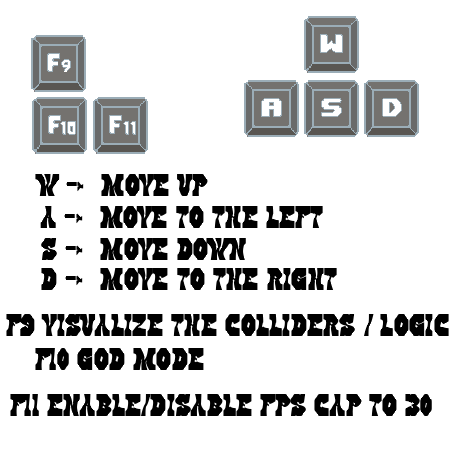 W
F9
A S D
F10 F11
W -> MOVE UP
A -> MOVE TO THE LEFT
S -> MOVE DOWN
D -> MOVE TO THE RIGHT
F9 VISUALIZE THE COLLIDERS / LOGIC
F10 GOD MODE
F11 ENABLE/DISABLE FPS CAP TO 30